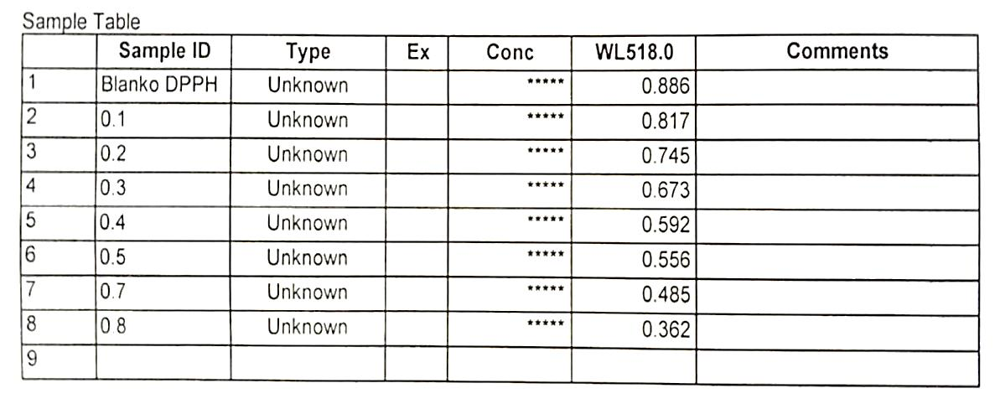 Sample Table
Sample ID Type Ex Conc WL518.0 Comments
1 Blanko DPPH Unknown ***** 0.886
2 0.1 Unknown ***** 0.817
3 0.2 Unknown ***** 0.745
4 0.3 Unknown ***** 0.673
5 0.4 Unknown ***** 0.592
6 0.5 Unknown ***** 0.556
7 0.7 Unknown ***** 0.485
8 0.8 Unknown ***** 0.362
9